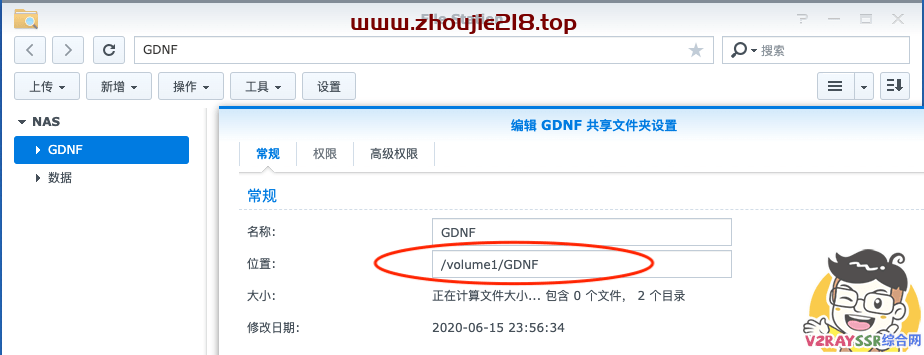 www.zhoujie218.top
GDNF
搜索
上传 新增 操作 工具 设置
NAS
GDNF
数据
编辑 GDNF 共享文件夹设置
常规 权限 高级权限
常规
名称: GDNF
位置: /volume1/GDNF
大小: 正在计算文件大小... 包含 0 个文件, 2 个目录
修改日期: 2020-06-15 23:56:34
V2RAYSSR综合网